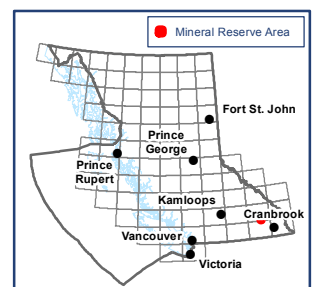 Mineral Reserve Area
Fort St. John
Prince
George
Prince
Rupert
Kamloops
Cranbrook
Vancouver
Victoria